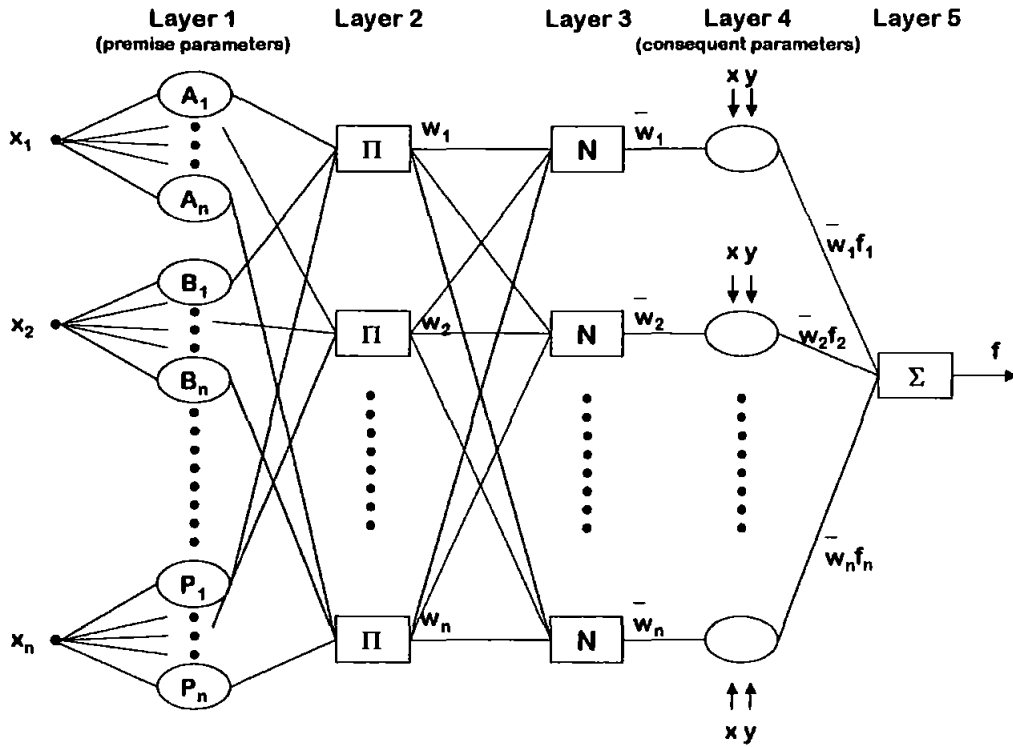 Layer 1 Layer 2 Layer 3 Layer 4 Layer 5
(premise parameters) (consequent parameters)
x y
A₁
X₁ Π w₁ N w̅₁
Aₙ
w̅₁f₁
B₁ x y
X₂ Π w₂ N w̅₂ w̅₂f₂
Bₙ Σ f
w̅ₙfₙ
P₁
Xₙ Π wₙ N w̅ₙ
Pₙ
x y